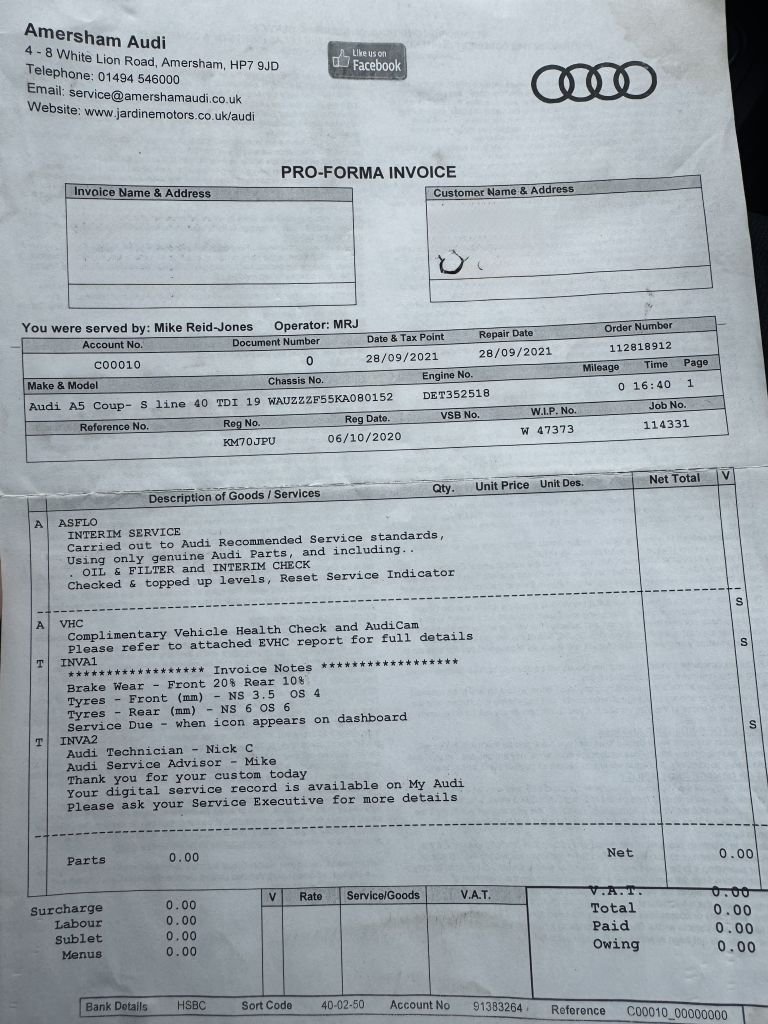 Amersham Audi
4 - 8 White Lion Road, Amersham, HP7 9JD
Telephone: 01494 546000
Email: service@amershamaudi.co.uk
Website: www.jardinemotors.co.uk/audi
Like us on
Facebook
PRO-FORMA INVOICE
Invoice Name & Address
Customer Name & Address
You were served by: Mike Reid-Jones Operator: MRJ
Account No. Document Number Date & Tax Point Repair Date Order Number
C00010 0 28/09/2021 28/09/2021 112818912
Make & Model Chassis No. Engine No. Mileage Time Page
Audi A5 Coup- S line 40 TDI 19 WAUZZZF55KA080152 DET352518 0 16:40 1
Reference No. Reg No. Reg Date. VSB No. W.I.P. No. Job No.
KM70JPU 06/10/2020 W 47373 114331
Description of Goods / Services Qty. Unit Price Unit Des. Net Total V
A ASFLO
INTERIM SERVICE
Carried out to Audi Recommended Service standards,
Using only genuine Audi Parts, and including..
. OIL & FILTER and INTERIM CHECK
Checked & topped up levels, Reset Service Indicator
S
A VHC
Complimentary Vehicle Health Check and AudiCam
Please refer to attached EVHC report for full details
S
T INVA1
****************** Invoice Notes ******************
Brake Wear - Front 20% Rear 10%
Tyres - Front (mm) - NS 3.5 OS 4
Tyres - Rear (mm) - NS 6 OS 6
Service Due - when icon appears on dashboard
S
T INVA2
Audi Technician - Nick C
Audi Service Advisor - Mike
Thank you for your custom today
Your digital service record is available on My Audi
Please ask your Service Executive for more details
Parts 0.00 Net 0.00
Surcharge 0.00 V Rate Service/Goods V.A.T. V.A.T. 0.00
Labour 0.00 Total 0.00
Sublet 0.00 Paid 0.00
Menus 0.00 Owing 0.00
Bank Details HSBC Sort Code 40-02-50 Account No 91383264 Reference C00010_00000000